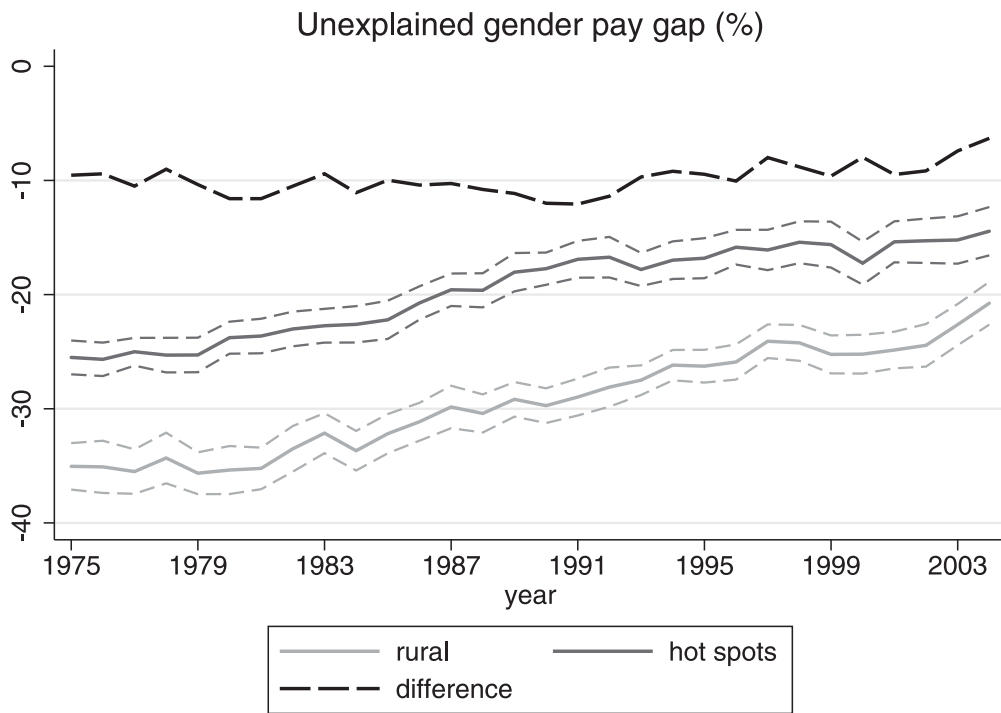 Unexplained gender pay gap (%)
0
-10
-20
-30
-40
1975 1979 1983 1987 1991 1995 1999 2003
year
rural hot spots
difference